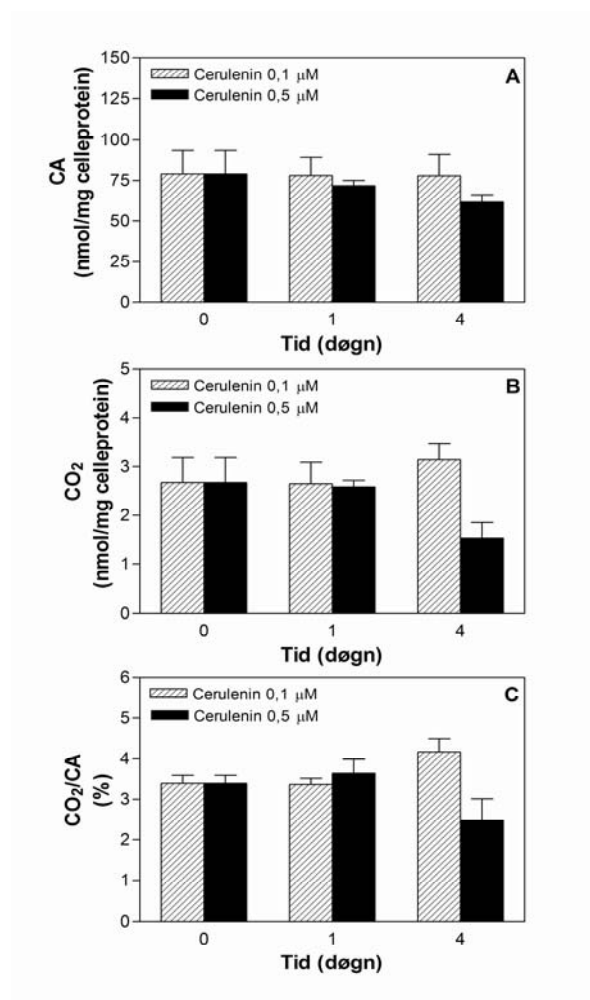 CA
(nmol/mg celleprotein)
150
125
100
75
50
25
0
Cerulenin 0,1 μM
Cerulenin 0,5 μM
A
0 1 4
Tid (døgn)
CO₂
(nmol/mg celleprotein)
5
4
3
2
1
0
Cerulenin 0,1 μM
Cerulenin 0,5 μM
B
0 1 4
Tid (døgn)
CO₂/CA
(%)
6
5
4
3
2
1
0
Cerulenin 0,1 μM
Cerulenin 0,5 μM
C
0 1 4
Tid (døgn)